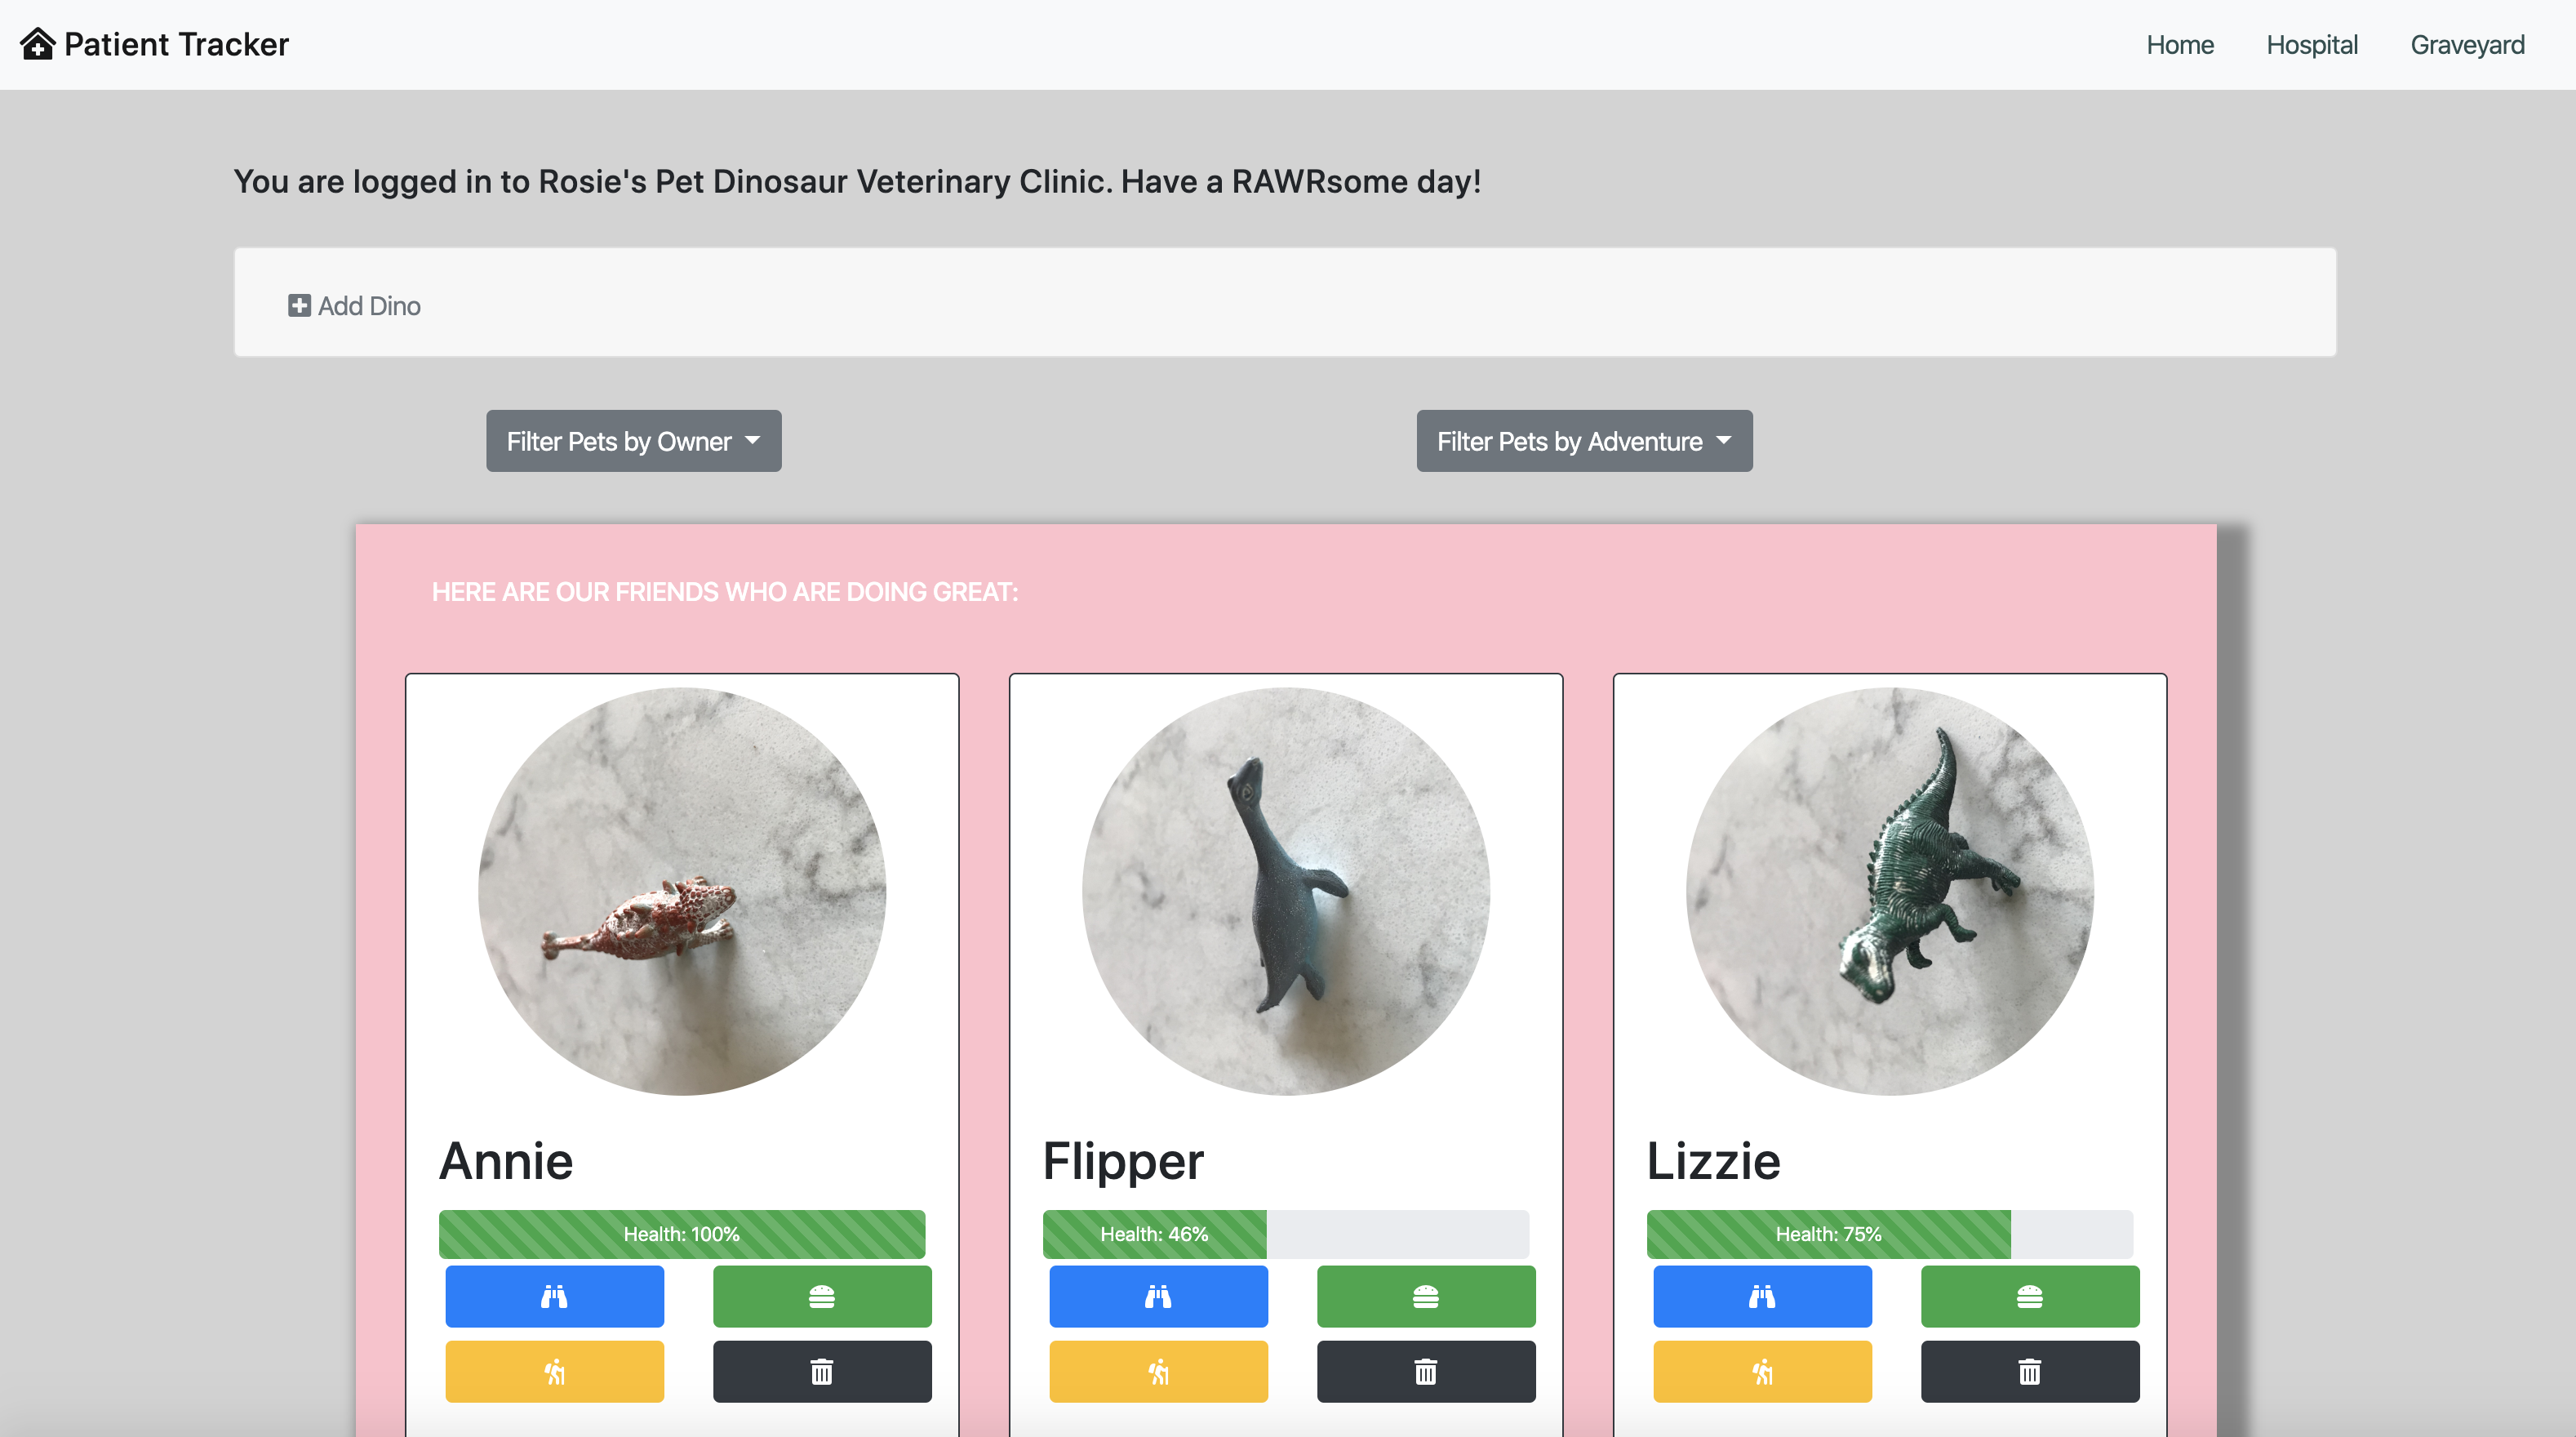 Patient Tracker
Home
Hospital
Graveyard
You are logged in to Rosie's Pet Dinosaur Veterinary Clinic. Have a RAWRsome day!
Add Dino
Filter Pets by Owner
Filter Pets by Adventure
HERE ARE OUR FRIENDS WHO ARE DOING GREAT:
Annie
Flipper
Lizzie
Health: 100%
Health: 46%
Health: 75%